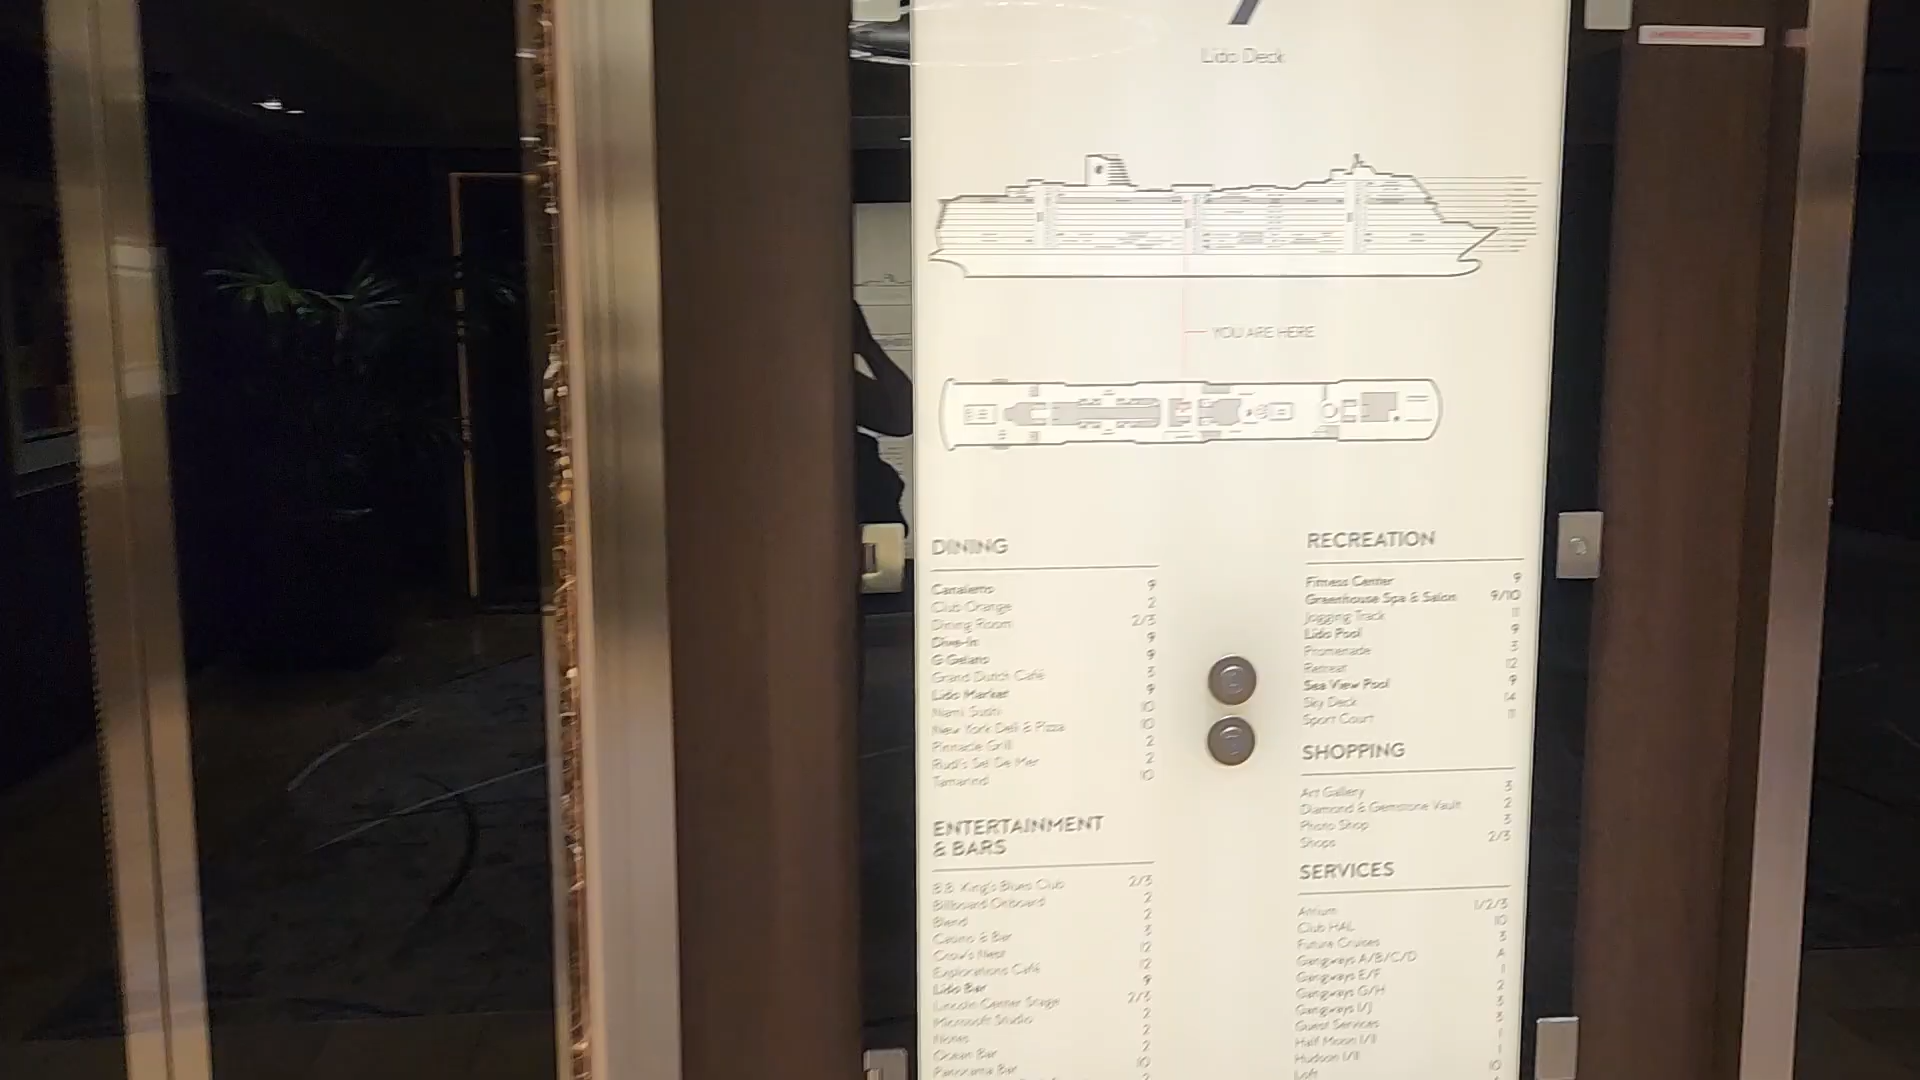 Lido Deck
YOU ARE HERE
DINING
Canaletto 9
Club Orange 2
Dining Room 2/3
Dive-In 9
G Gelato 9
Grand Dutch Café 3
Lido Market 9
Nami Sushi 10
New York Deli & Pizza 10
Pinnacle Grill 2
Rudi's Sel De Mer 2
Tamarind 10
ENTERTAINMENT
& BARS
B.B. King's Blues Club 2/3
Billboard Onboard 2
Blend 2
Casino & Bar 3
Crow's Nest 12
Explorations Café 12
Lido Bar 9
Lincoln Center Stage 2/3
Microsoft Studio 2
Notes 2
Ocean Bar 2
Panorama Bar 10
RECREATION
Fitness Center 9
Greenhouse Spa & Salon 9/10
Jogging Track 11
Lido Pool 9
Promenade 3
Retreat 12
Sea View Pool 9
Sky Deck 14
Sport Court 11
SHOPPING
Art Gallery 3
Diamond & Gemstone Vault 2
Photo Shop 3
Shops 2/3
SERVICES
Atrium 1/2/3
Club HAL 10
Future Cruises 3
Gangways A/B/C/D A
Gangways E/F 1
Gangways G/H 2
Gangways I/J 3
Guest Services 3
Half Moon I/II 1
Hudson I/II 1
Loft 10